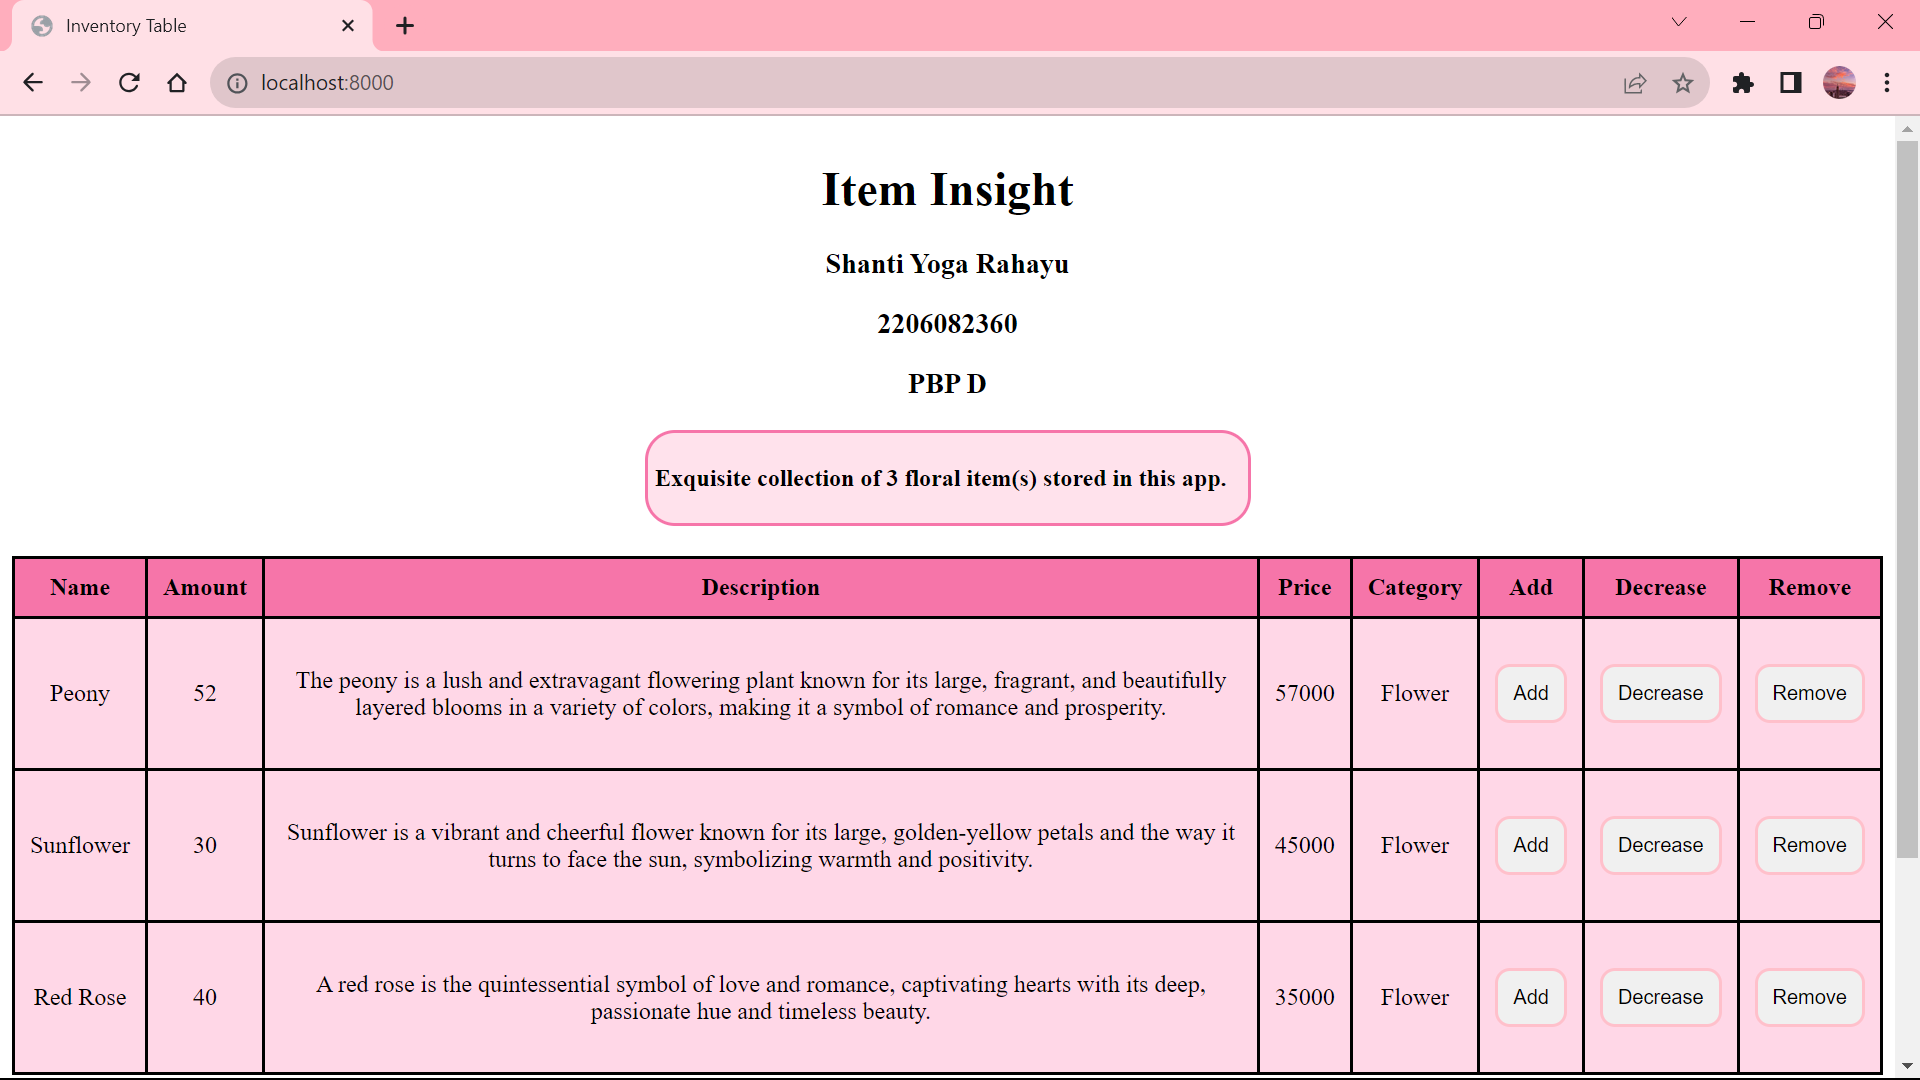 Inventory Table
localhost:8000
Item Insight
Shanti Yoga Rahayu
2206082360
PBP D
Exquisite collection of 3 floral item(s) stored in this app.
Name Amount Description Price Category Add Decrease Remove
Peony 52 The peony is a lush and extravagant flowering plant known for its large, fragrant, and beautifully
layered blooms in a variety of colors, making it a symbol of romance and prosperity. 57000 Flower Add Decrease Remove
Sunflower 30 Sunflower is a vibrant and cheerful flower known for its large, golden-yellow petals and the way it
turns to face the sun, symbolizing warmth and positivity. 45000 Flower Add Decrease Remove
Red Rose 40 A red rose is the quintessential symbol of love and romance, captivating hearts with its deep,
passionate hue and timeless beauty. 35000 Flower Add Decrease Remove